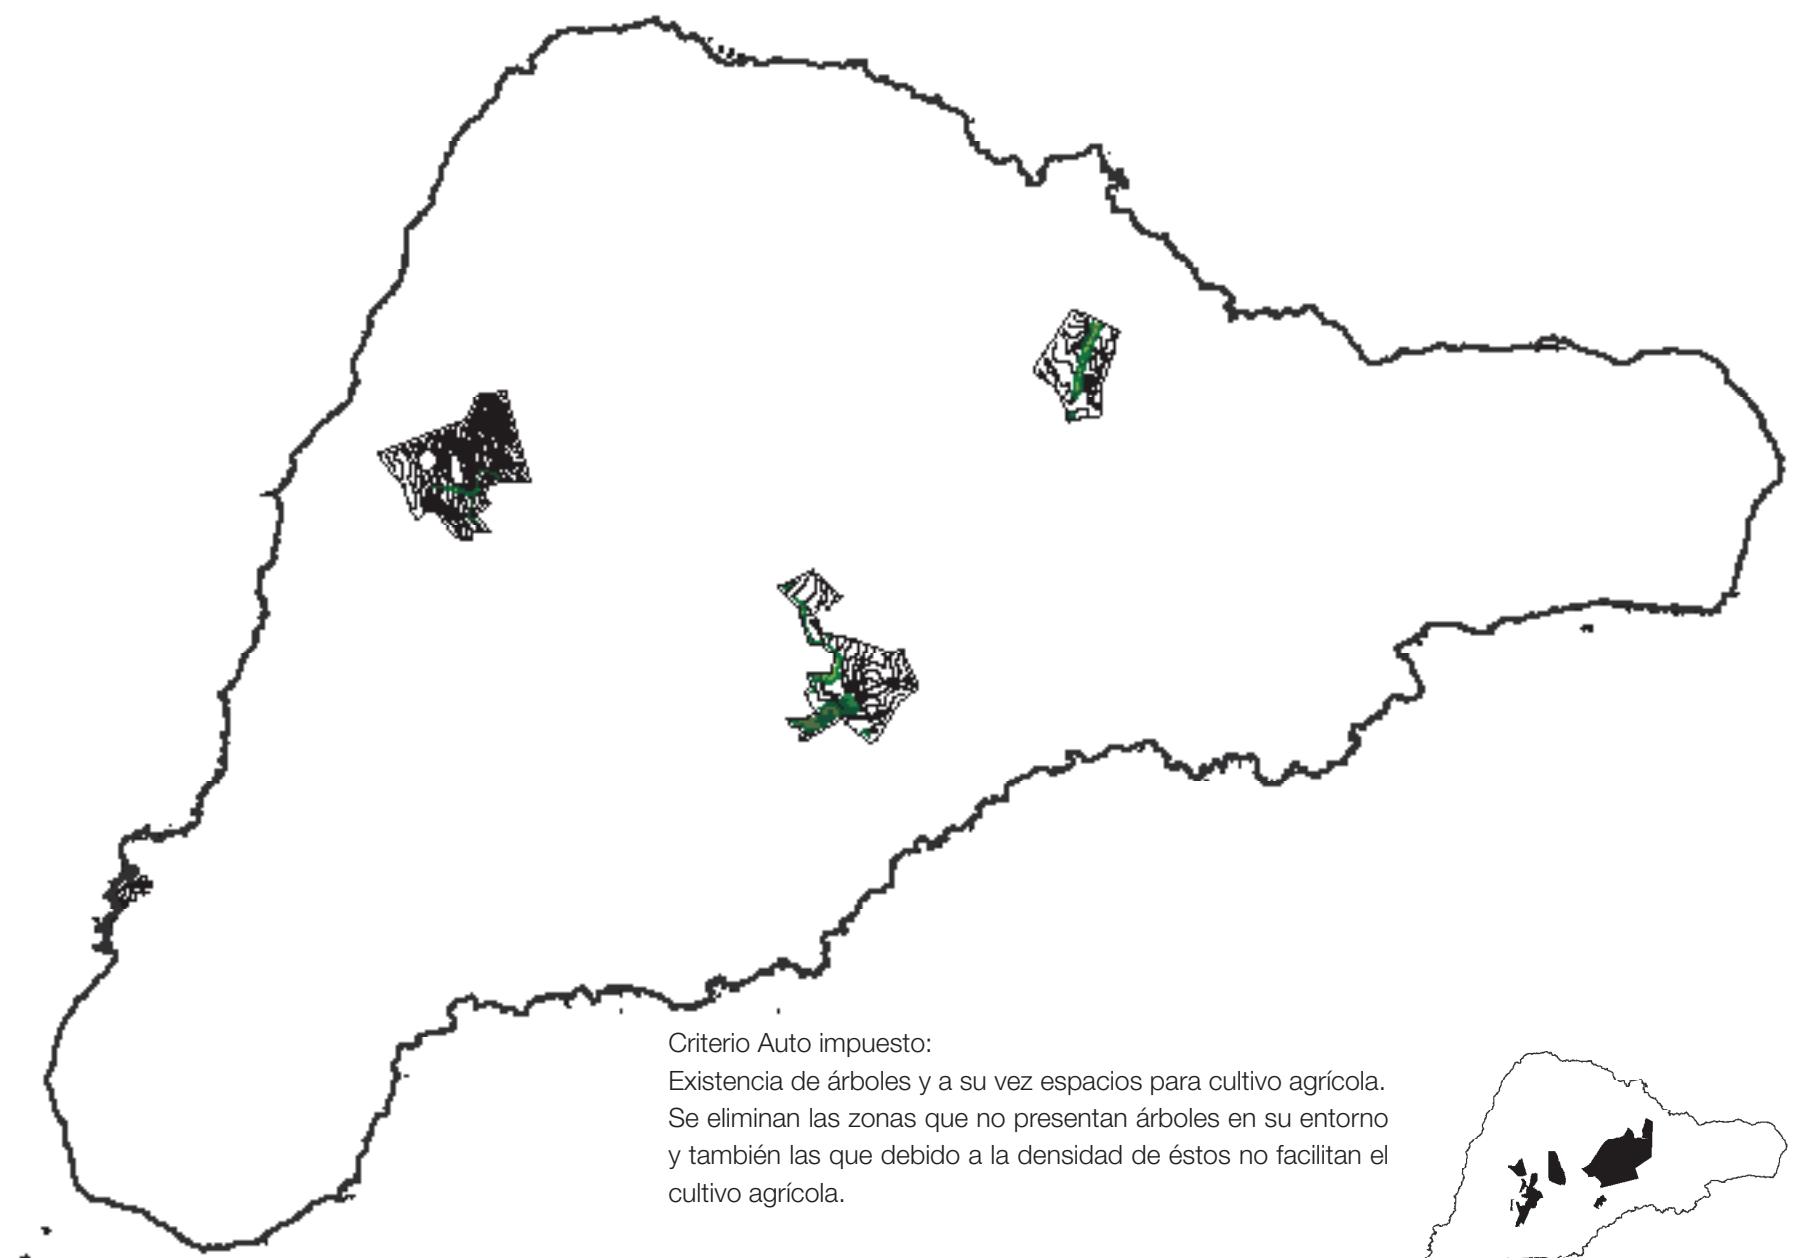 Criterio Auto impuesto:
Existencia de árboles y a su vez espacios para cultivo agrícola.
Se eliminan las zonas que no presentan árboles en su entorno
y también las que debido a la densidad de éstos no facilitan el
cultivo agrícola.